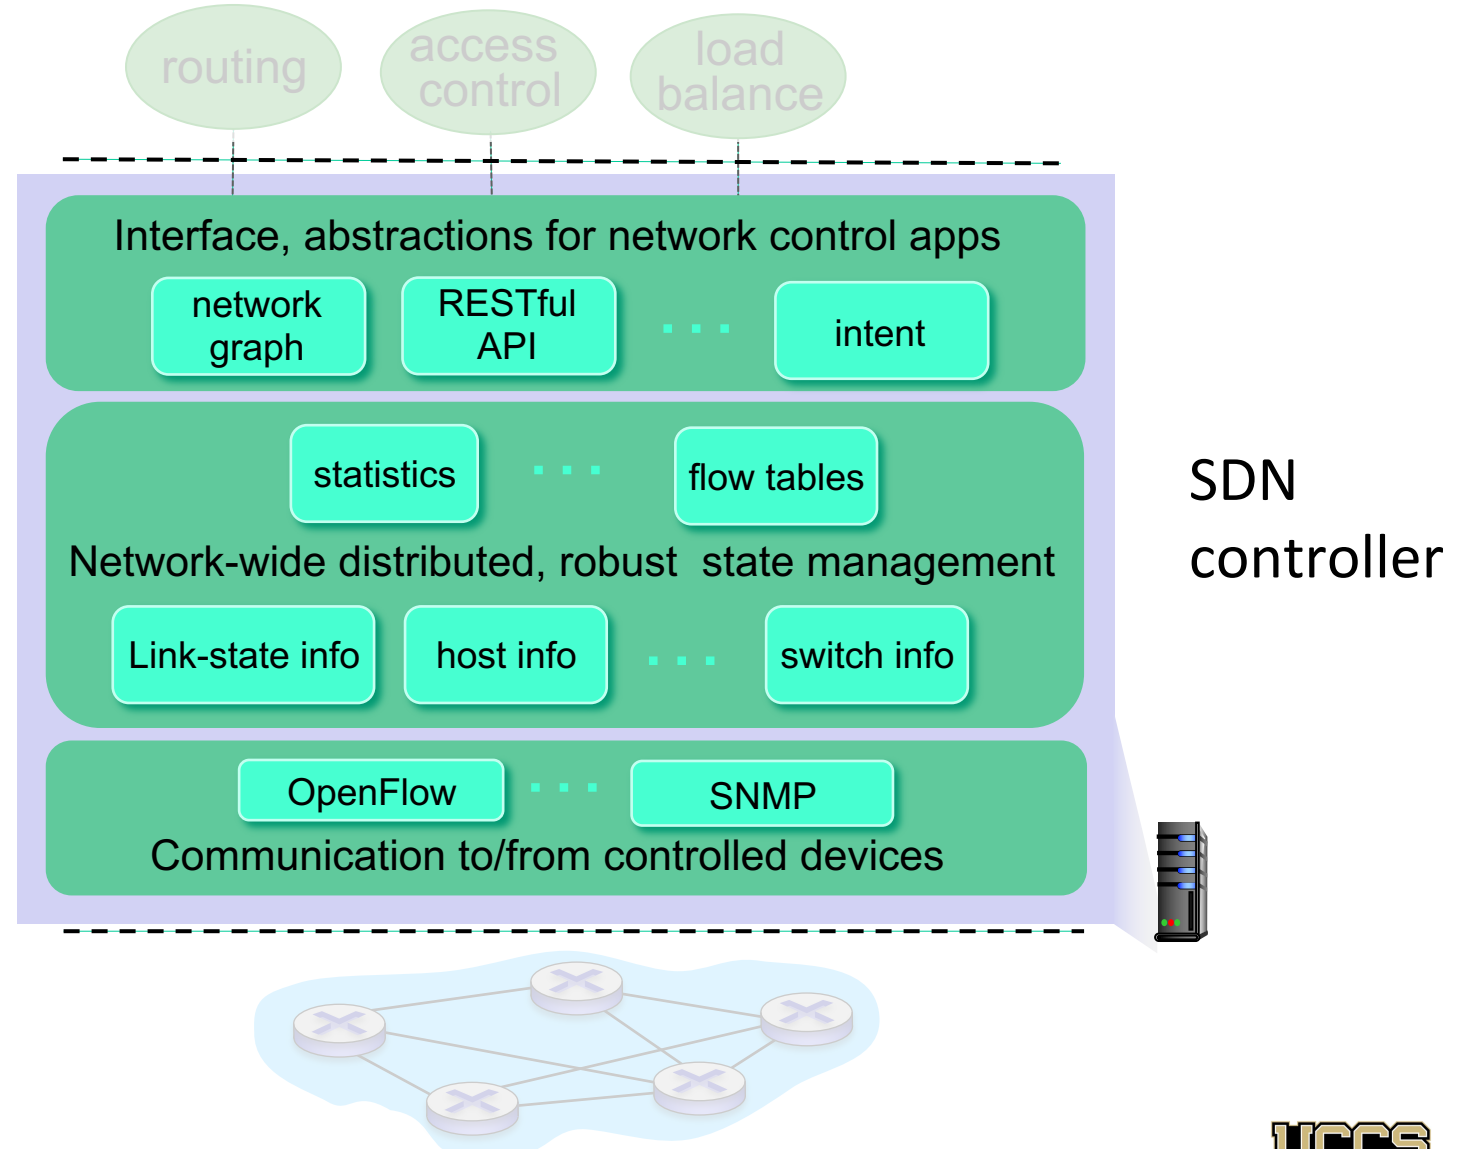 routing
access
control
load
balance
Interface, abstractions for network control apps
network
graph
RESTful
API
intent
statistics
flow tables
Network-wide distributed, robust  state management
Link-state info
host info
switch info
OpenFlow
SNMP
Communication to/from controlled devices
SDN
controller
UCCS